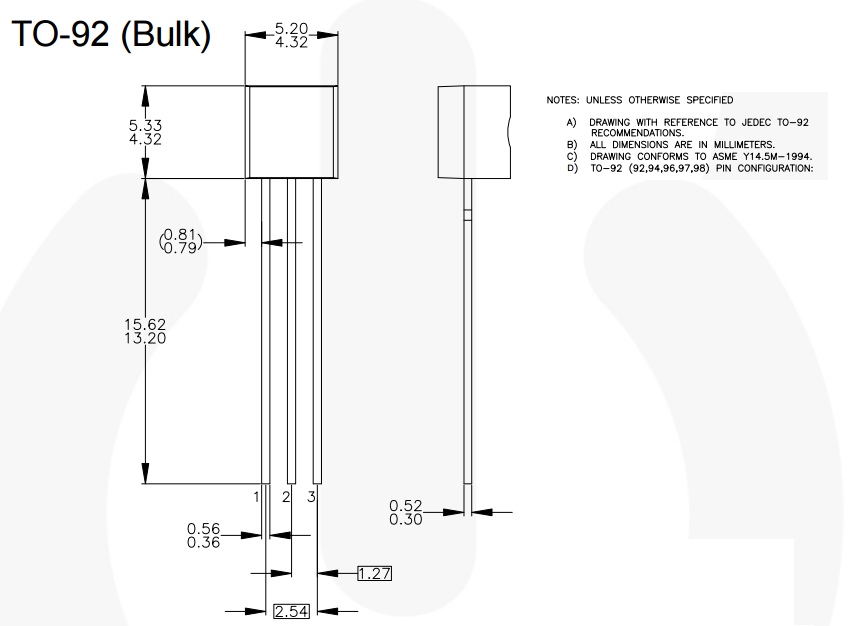 TO-92 (Bulk)
5.20
4.32
5.33
4.32
(0.81)
0.79
15.62
13.20
1 2 3
0.56
0.36
1.27
2.54
0.52
0.30
NOTES: UNLESS OTHERWISE SPECIFIED
A) DRAWING WITH REFERENCE TO JEDEC TO-92
RECOMMENDATIONS.
B) ALL DIMENSIONS ARE IN MILLIMETERS.
C) DRAWING CONFORMS TO ASME Y14.5M-1994.
D) TO-92 (92,94,96,97,98) PIN CONFIGURATION: